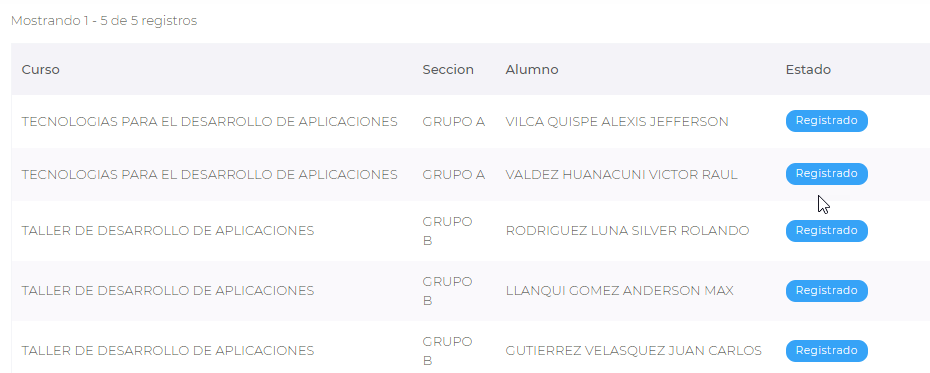 Mostrando 1 - 5 de 5 registros
Curso Seccion Alumno Estado
TECNOLOGIAS PARA EL DESARROLLO DE APLICACIONES GRUPO A VILCA QUISPE ALEXIS JEFFERSON Registrado
TECNOLOGIAS PARA EL DESARROLLO DE APLICACIONES GRUPO A VALDEZ HUANACUNI VICTOR RAUL Registrado
TALLER DE DESARROLLO DE APLICACIONES GRUPO B RODRIGUEZ LUNA SILVER ROLANDO Registrado
TALLER DE DESARROLLO DE APLICACIONES GRUPO B LLANQUI GOMEZ ANDERSON MAX Registrado
TALLER DE DESARROLLO DE APLICACIONES GRUPO B GUTIERREZ VELASQUEZ JUAN CARLOS Registrado